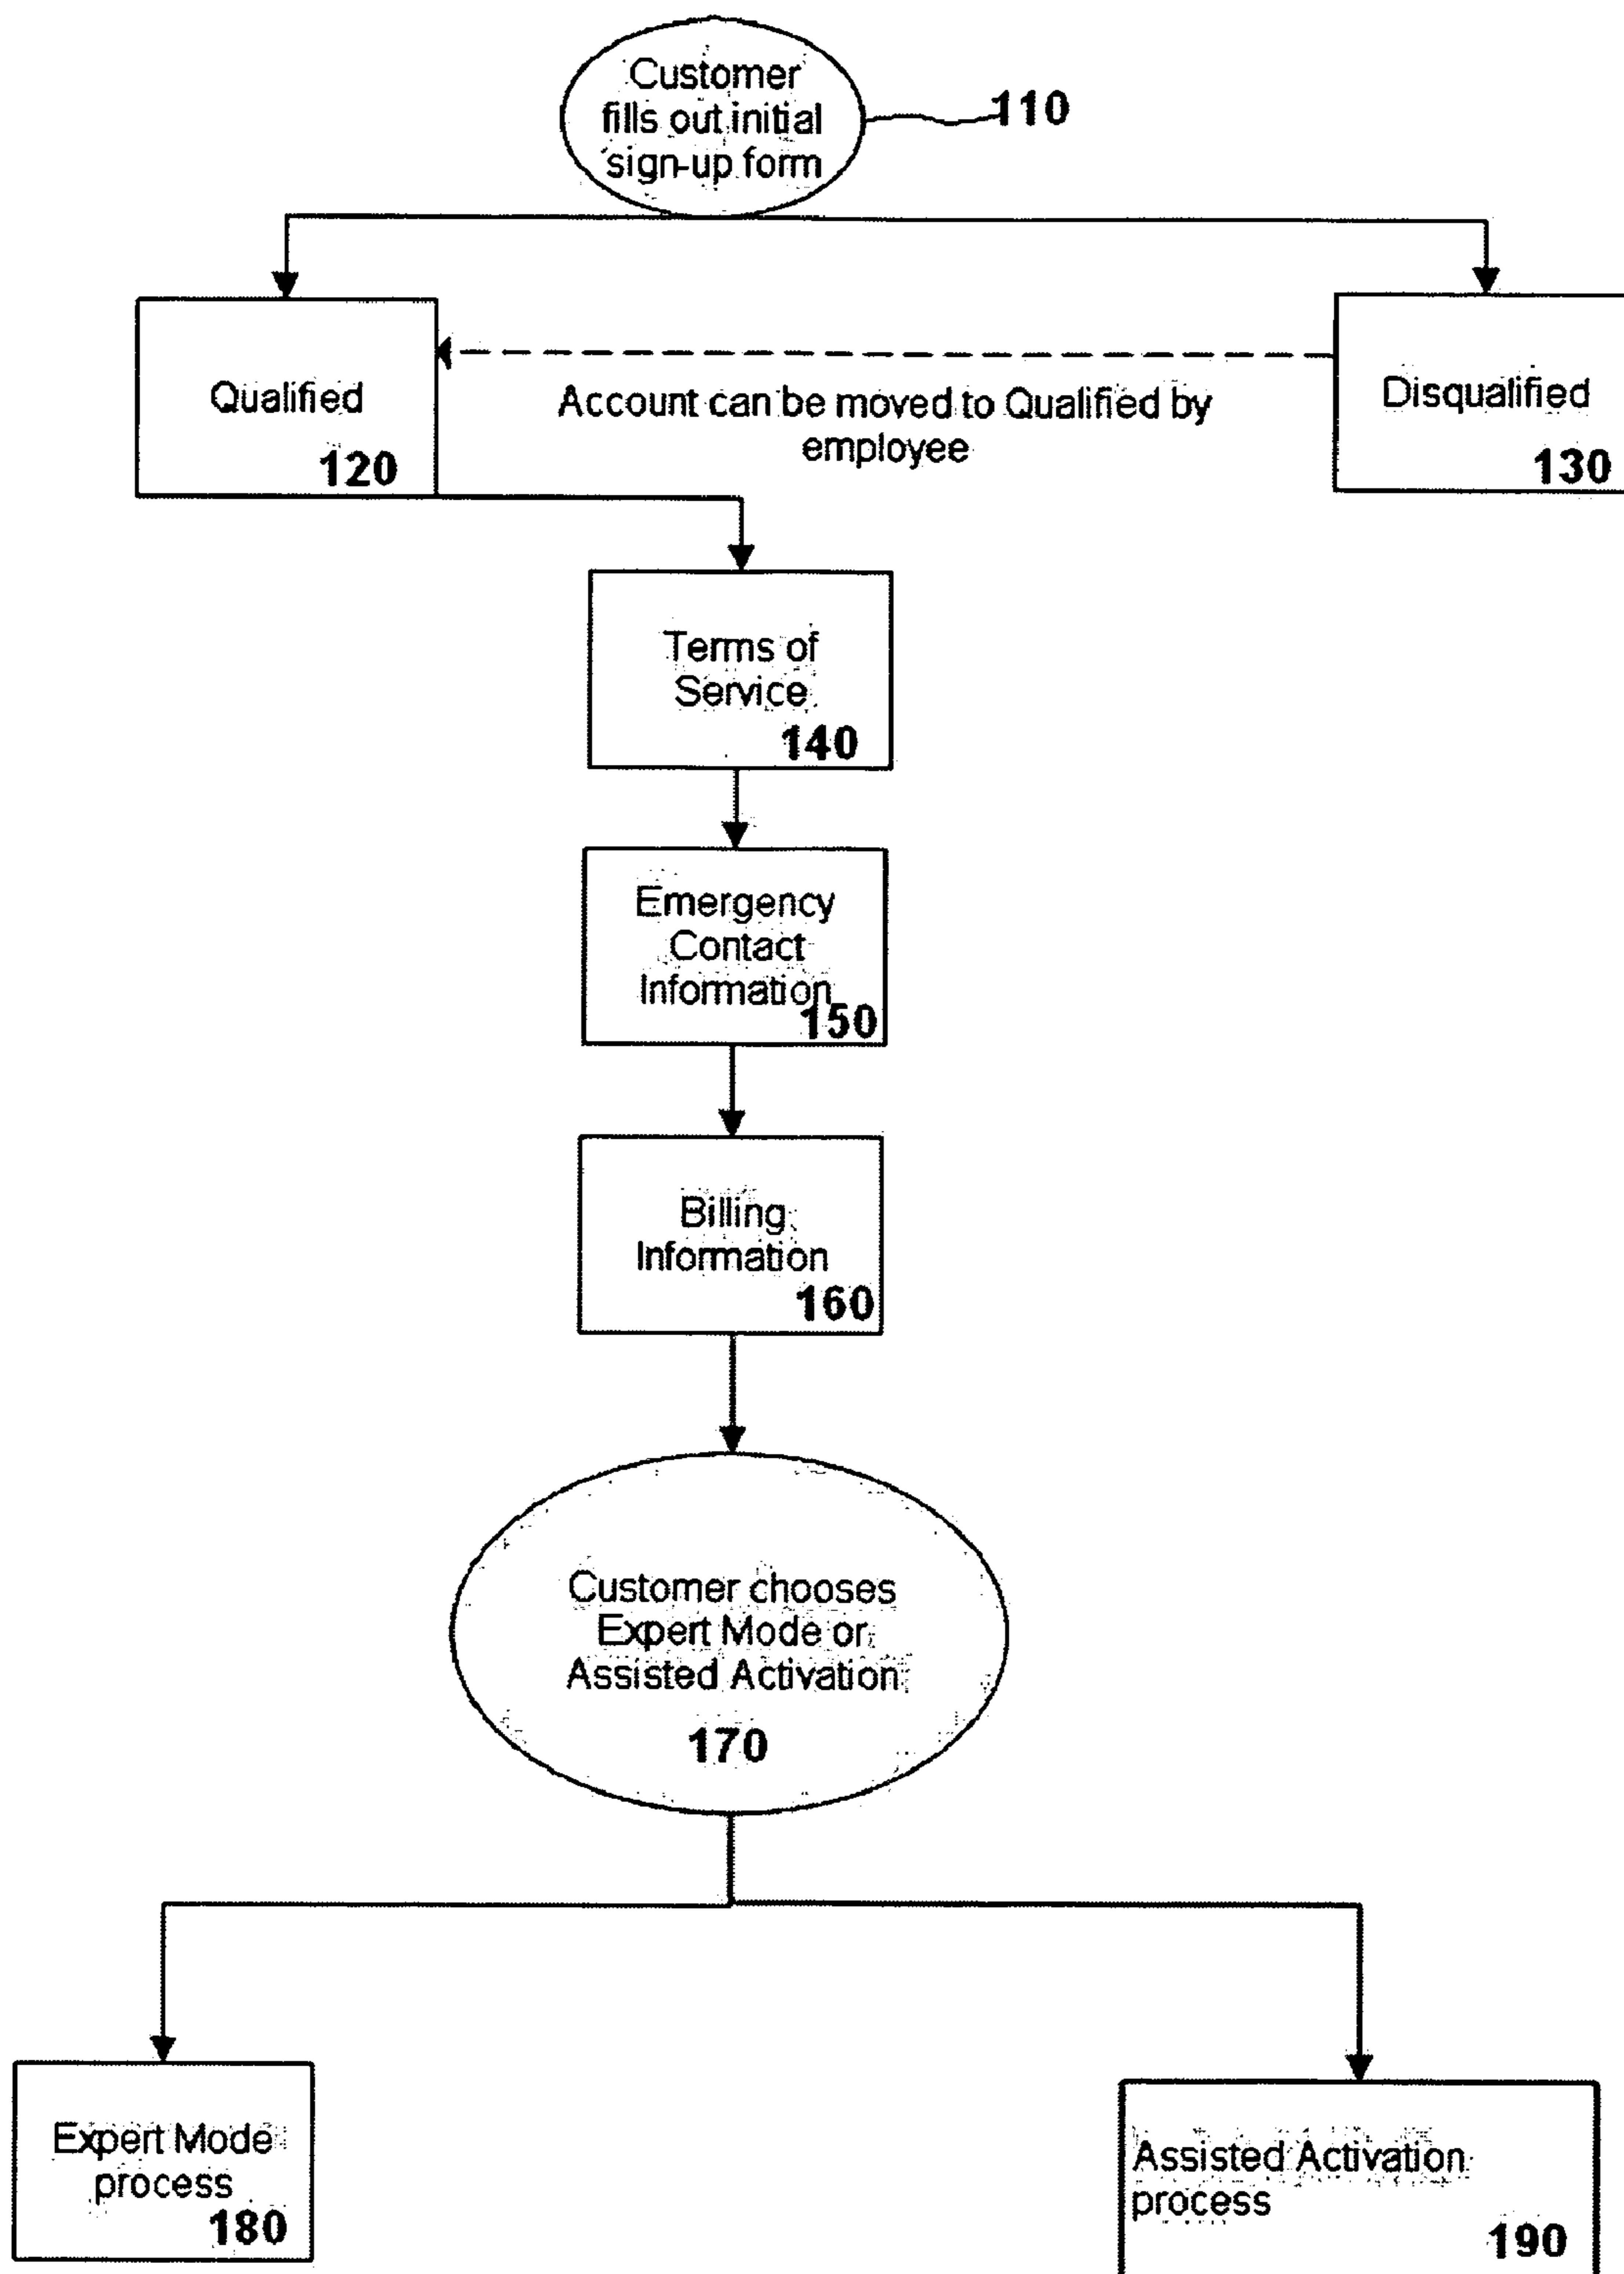 Customer
fills out initial
sign-up form
110
Qualified
120
Account can be moved to Qualified by
employee
Disqualified
130
Terms of
Service
140
Emergency
Contact
Information
150
Billing
Information
160
Customer chooses
Expert Mode or
Assisted Activation
170
Expert Mode
process
180
Assisted Activation
process
190